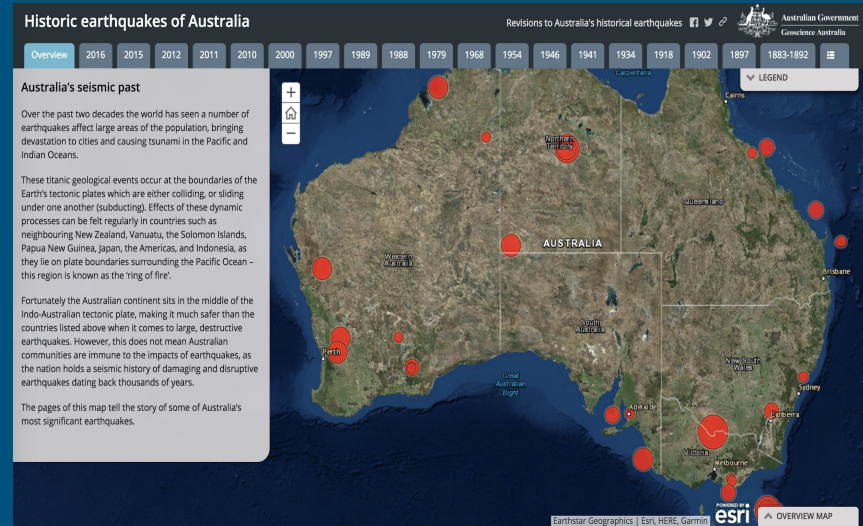 Historic earthquakes of Australia
Revisions to Australia's historical earthquakes
Australian Government
Geoscience Australia
Overview 2016 2015 2012 2011 2010 2000 1997 1989 1988 1979 1968 1954 1946 1941 1934 1918 1902 1897 1883-1892
Australia's seismic past
Over the past two decades the world has seen a number of
earthquakes affect large areas of the population, bringing
devastation to cities and causing tsunami in the Pacific and
Indian Oceans.
These titanic geological events occur at the boundaries of the
Earth's tectonic plates which are either colliding, or sliding
under one another (subducting). Effects of these dynamic
processes can be felt regularly in countries such as
neighbouring New Zealand, Vanuatu, the Solomon Islands,
Papua New Guinea, Japan, the Americas, and Indonesia, as
they lie on plate boundaries surrounding the Pacific Ocean –
this region is known as the 'ring of fire'.
Fortunately the Australian continent sits in the middle of the
Indo-Australian tectonic plate, making it much safer than the
countries listed above when it comes to large, destructive
earthquakes. However, this does not mean Australian
communities are immune to the impacts of earthquakes, as
the nation holds a seismic history of damaging and disruptive
earthquakes dating back thousands of years.
The pages of this map tell the story of some of Australia's
most significant earthquakes.
LEGEND
Carpentaria
Cairns
Northern
Territory
Queensland
AUSTRALIA
Western
Australia
Brisbane
South
Australia
Perth
New South
Wales
Great
Australian
Bight
Sydney
Adelaide
Canberra
Victoria
Melbourne
POWERED BY
esri
Earthstar Geographics | Esri, HERE, Garmin
OVERVIEW MAP